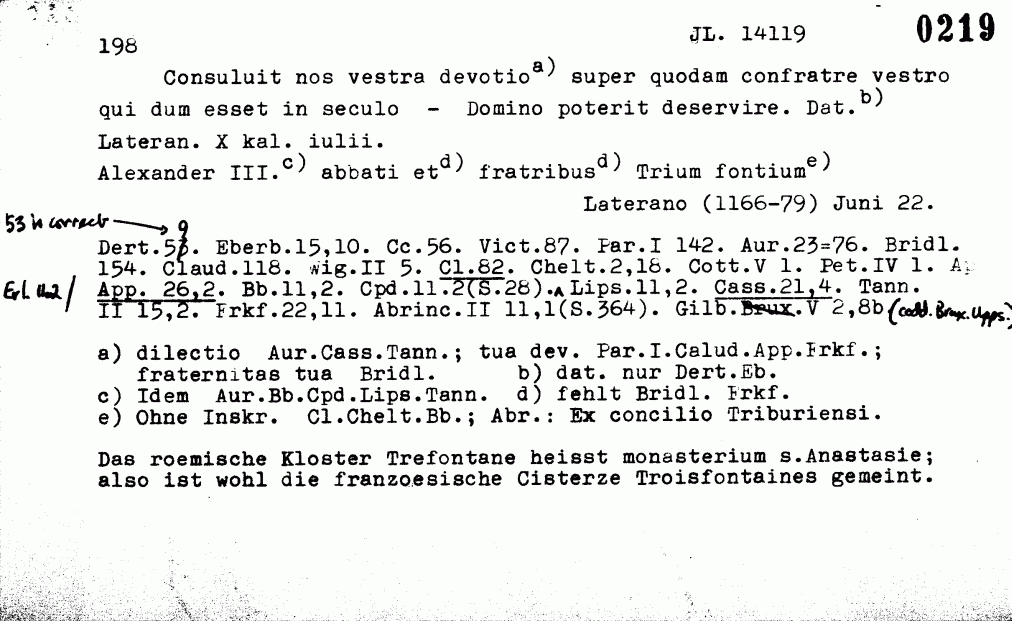 198 JL. 14119 0219
Consuluit nos vestra devotio a) super quodam confratre vestro
qui dum esset in seculo - Domino poterit deservire. Dat. b)
Lateran. X kal. iulii.
Alexander III. c) abbati et d) fratribus d) Trium fontium e)
Laterano (1166-79) Juni 22.
53 is correct 9
Dert.53. Eberb.15,10. Cc.56. Vict.87. Par.I 142. Aur.23=76. Bridl.
154. Claud.118. Wig.II 5. Cl.82. Chelt.2,18. Cott.V 1. Pet.IV 1. Ap
Erl. 11.2 / App. 26,2. Bb.11,2. Cpd.11.2(S.28). Lips.11,2. Cass.21,4. Tann.
II 15,2. Frkf.22,11. Abrinc.II 11,1(S.364). Gilb.Brux.V 2,8b (codd. Brux. Upps.)
a) dilectio Aur.Cass.Tann.; tua dev. Par.I.Calud.App.Frkf.;
fraternitas tua Bridl. b) dat. nur Dert.Eb.
c) Idem Aur.Bb.Cpd.Lips.Tann. d) fehlt Bridl. Frkf.
e) Ohne Inskr. Cl.Chelt.Bb.; Abr.: Ex concilio Triburiensi.
Das roemische Kloster Trefontane heisst monasterium s.Anastasie;
also ist wohl die franzoesische Cisterze Troisfontaines gemeint.